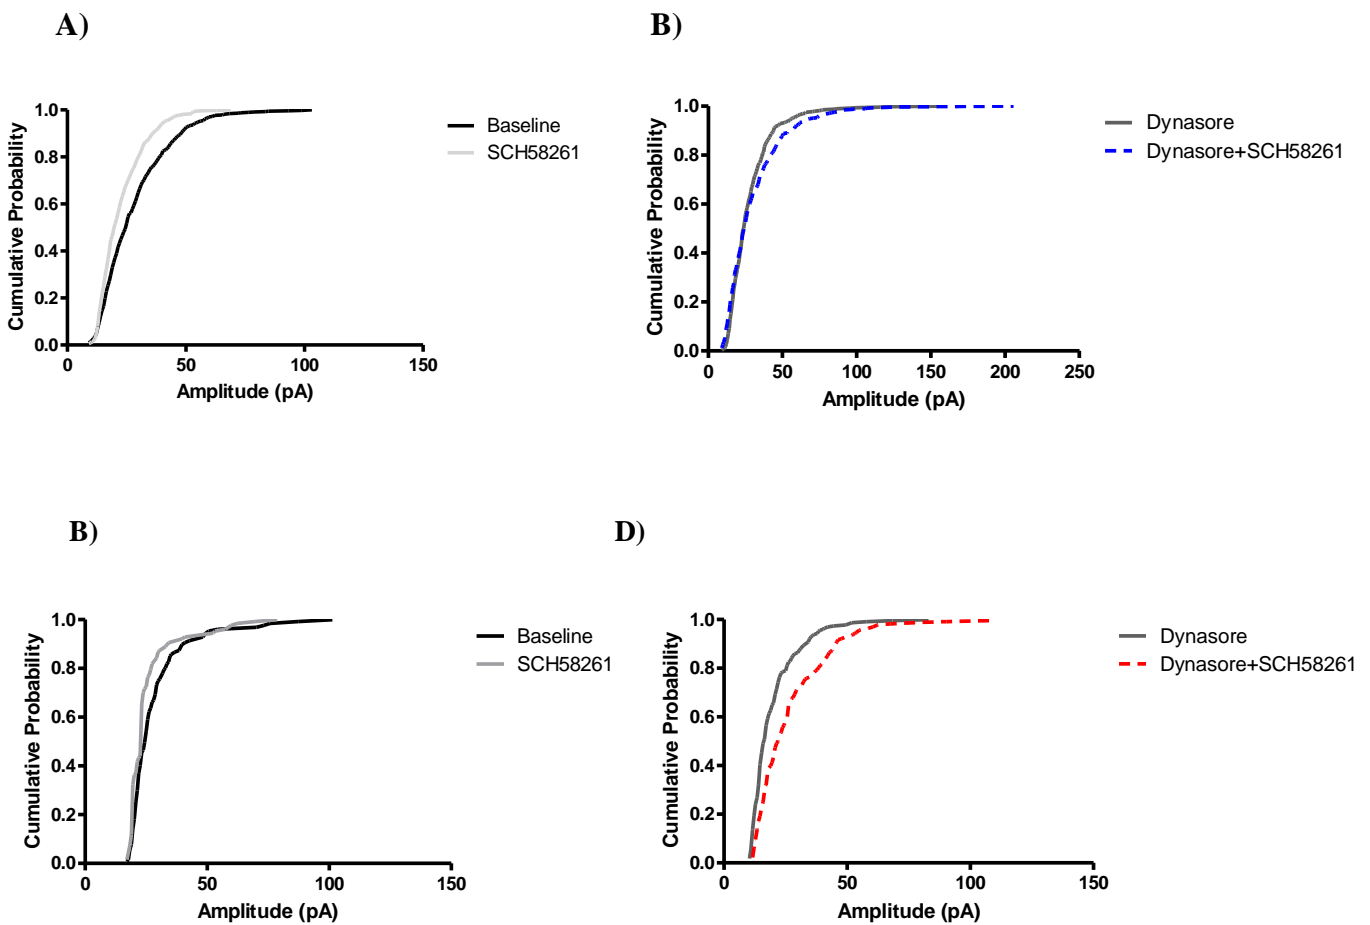 A)
1.0
0.8
0.6
0.4
0.2
0.0
0
50
100
150
Cumulative Probability
Amplitude (pA)
Baseline
SCH58261
B)
1.0
0.8
0.6
0.4
0.2
0.0
0
50
100
150
200
250
Cumulative Probability
Amplitude (pA)
Dynasore
Dynasore+SCH58261
B)
1.0
0.8
0.6
0.4
0.2
0.0
0
50
100
150
Cumulative Probability
Amplitude (pA)
Baseline
SCH58261
D)
1.0
0.8
0.6
0.4
0.2
0.0
0
50
100
150
Cumulative Probability
Amplitude (pA)
Dynasore
Dynasore+SCH58261